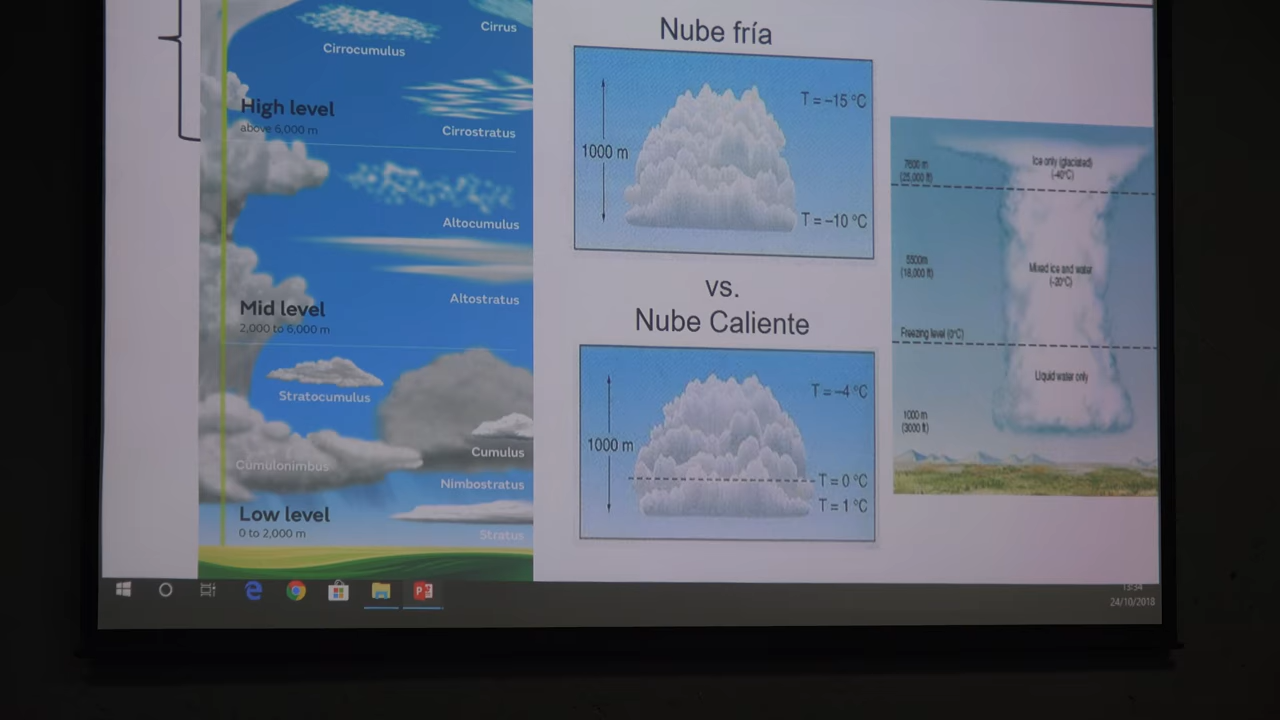 Cirrus
Cirrocumulus
High level
above 6,000 m
Cirrostratus
Altocumulus
Altostratus
Mid level
2,000 to 6,000 m
Stratocumulus
Cumulus
Cumulonimbus
Nimbostratus
Low level
0 to 2,000 m
Stratus
Nube fría
T = –15 °C
1000 m
T = –10 °C
vs.
Nube Caliente
T = –4 °C
1000 m
T = 0 °C
T = 1 °C
7600 m
(25,000 ft)
Ice only (glaciated)
(-40°C)
5500m
(18,000 ft)
Mixed ice and water
(-20°C)
Freezing level (0°C)
Liquid water only
1000 m
(3000 ft)
13:34
24/10/2018